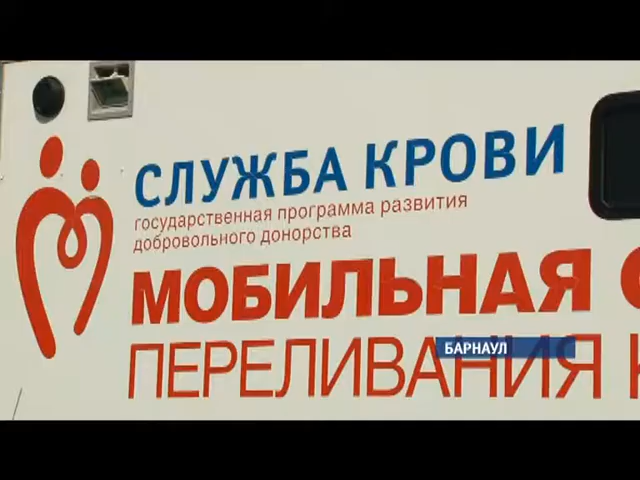 СЛУЖБА КРОВИ
государственная программа развития
добровольного донорства
МОБИЛЬНАЯ
ПЕРЕЛИВАНИЯ
БАРНАУЛ